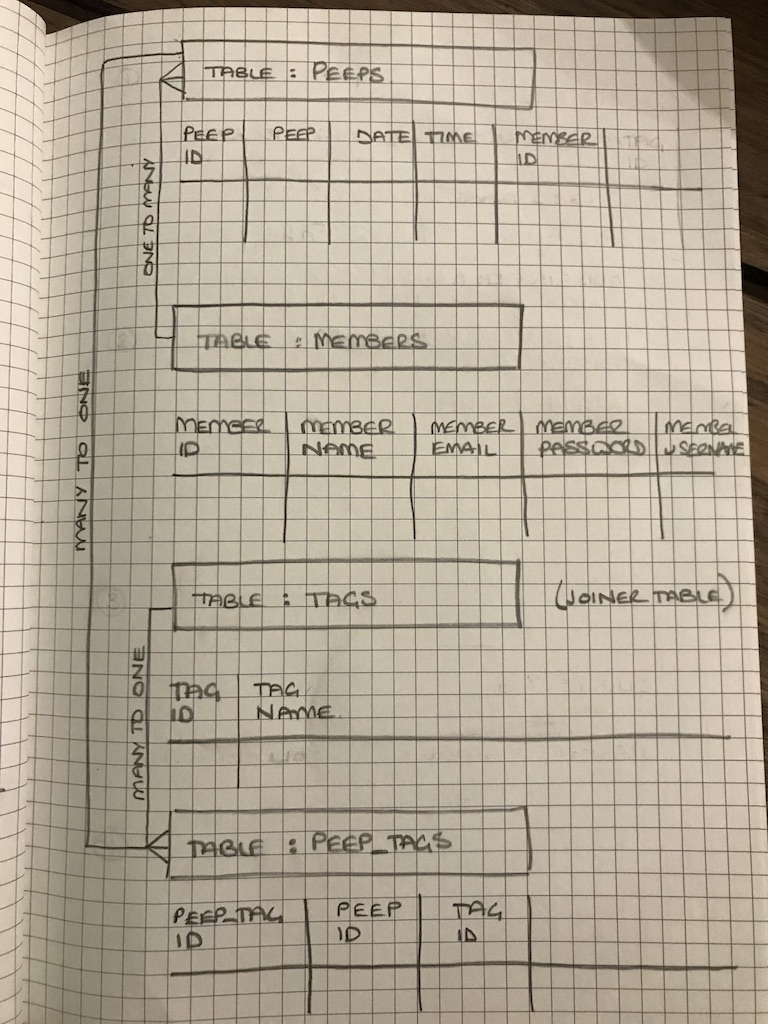 TABLE : PEEPS
PEEP ID
PEEP
DATE
TIME
MEMBER ID
ONE TO MANY
TABLE : MEMBERS
MANY TO ONE
MEMBER ID
MEMBER NAME
MEMBER EMAIL
MEMBER PASSWORD
MEMBE USERNAME
TABLE : TAGS
(JOINER TABLE)
MANY TO ONE
TAG ID
TAG NAME
TABLE : PEEP_TAGS
PEEP_TAG ID
PEEP ID
TAG ID